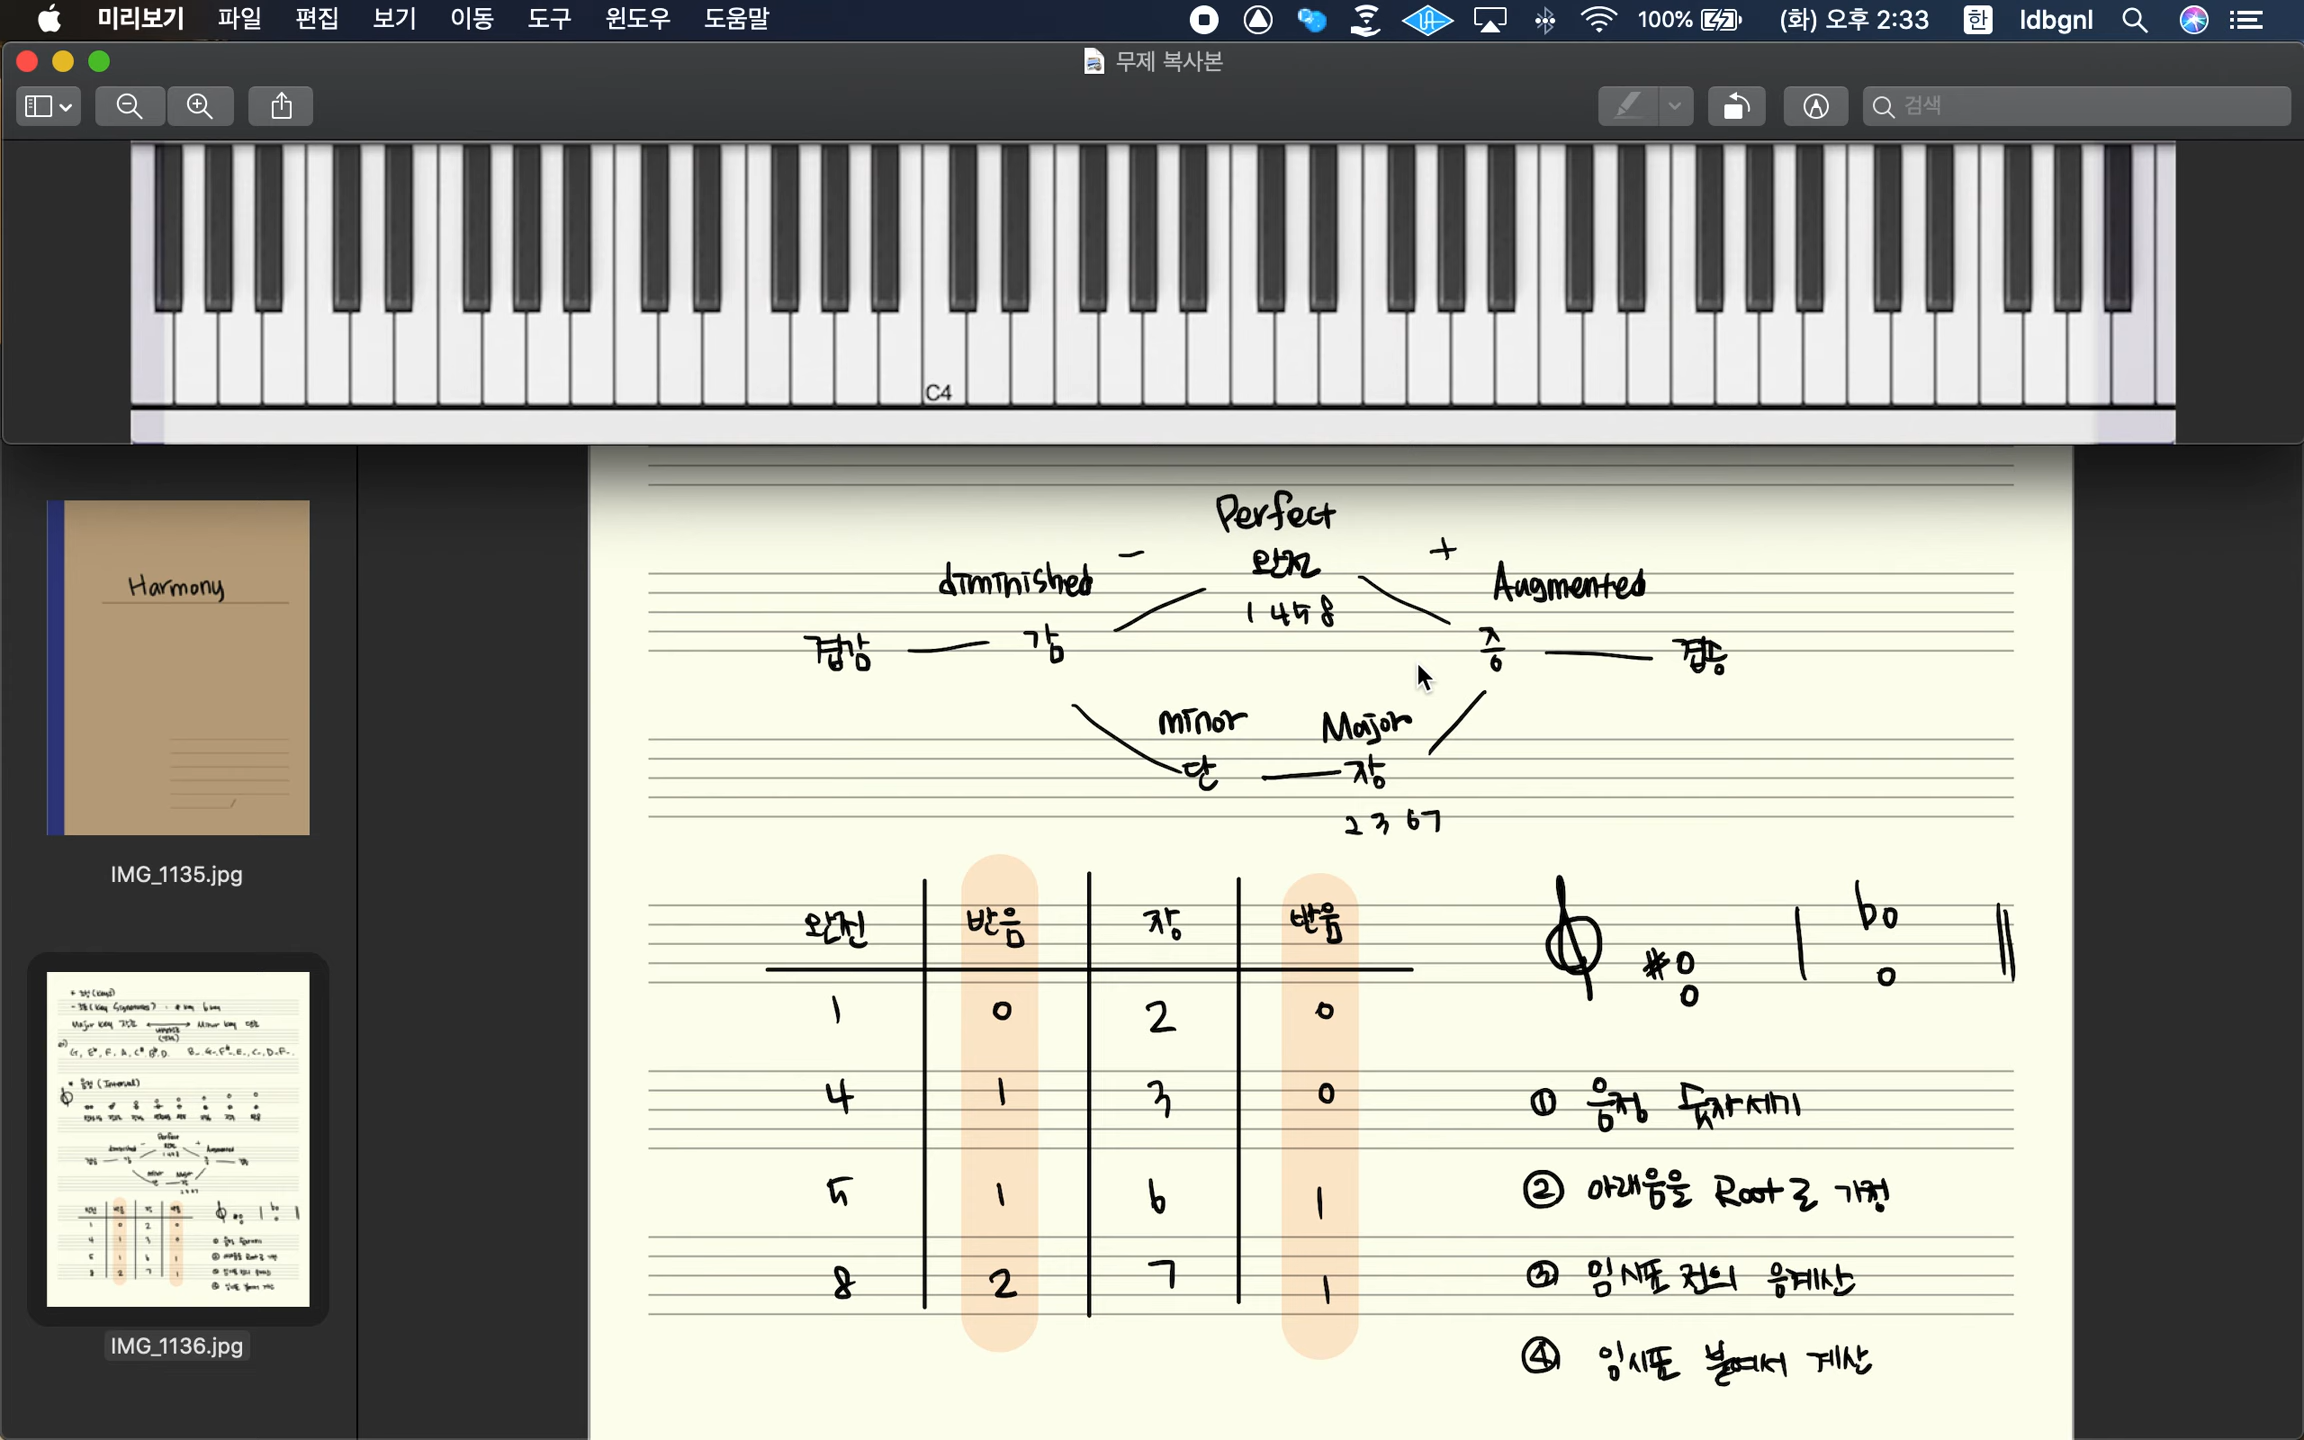 미리보기 파일 편집 보기 이동 도구 윈도우 도움말 100% (화) 오후 2:33 한 ldbgnl
무제 복사본
검색
C4
Harmony
IMG_1135.jpg
IMG_1136.jpg
Perfect
diminished − 완전 + Augmented
1 4 5 8
겹감 감 증 겹증
minor Major
단 장
2 3 6 7
완전 반음 장 반음
1 0 2 0
4 1 3 0
5 1 6 1
8 2 7 1
① 음정 숫자세기
② 아래음을 Root로 가정
③ 임시표 전의 음계산
④ 임시표 붙여서 계산